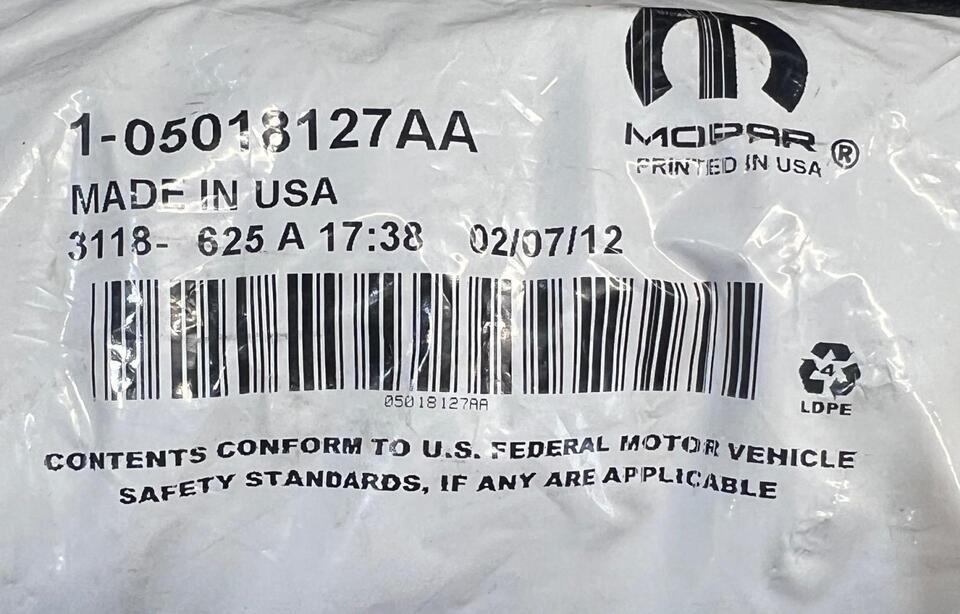 1-05018127AA
MOPAR®
PRINTED IN USA
MADE IN USA
3118- 625 A 17:38 02/07/12
05018127AA
4
LDPE
CONTENTS CONFORM TO U.S. FEDERAL MOTOR VEHICLE
SAFETY STANDARDS, IF ANY ARE APPLICABLE